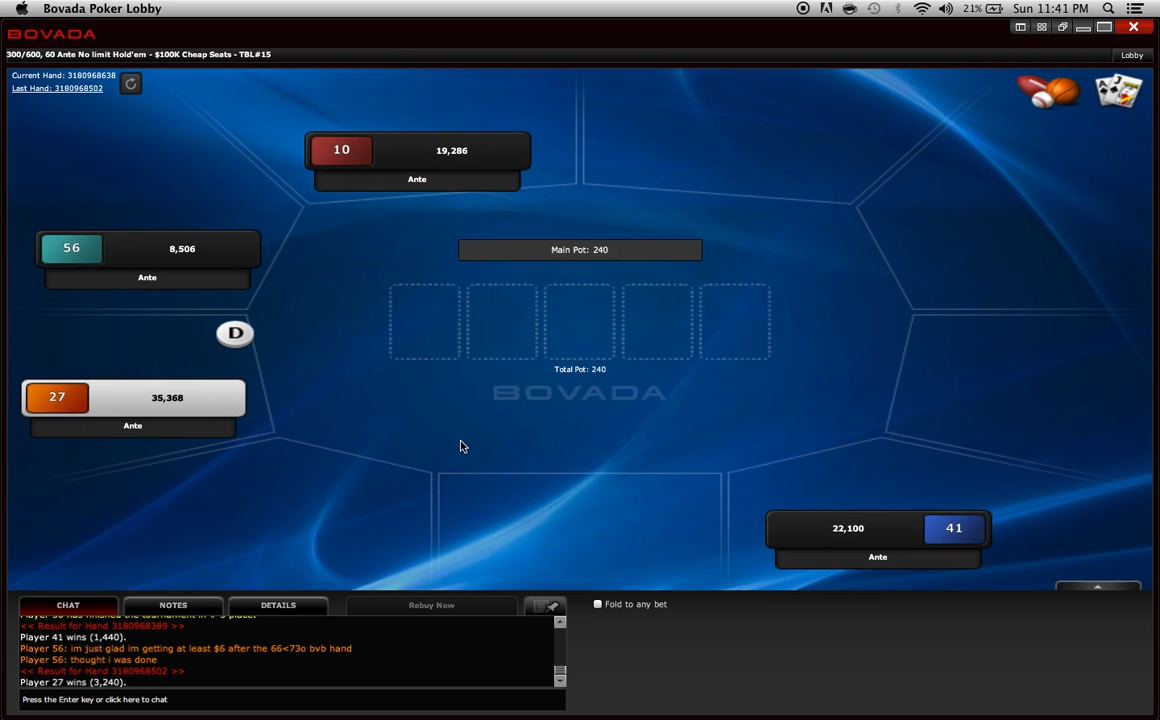 Bovada Poker Lobby
21%
Sun 11:41 PM
BOVADA
300/600, 60 Ante No limit Hold'em - $100K Cheap Seats - TBL#15
Lobby
Current Hand: 3180968638
Last Hand: 3180968502
10
19,286
Ante
56
8,506
Ante
Main Pot: 240
D
Total Pot: 240
BOVADA
27
35,368
Ante
22,100
41
Ante
CHAT
NOTES
DETAILS
Rebuy Now
Fold to any bet
<< Result for Hand 3180968389 >>
Player 41 wins (1,440).
Player 56: im just glad im getting at least $6 after the 66<73o bvb hand
Player 56: thought i was done
<< Result for Hand 3180968502 >>
Player 27 wins (3,240).
Press the Enter key or click here to chat